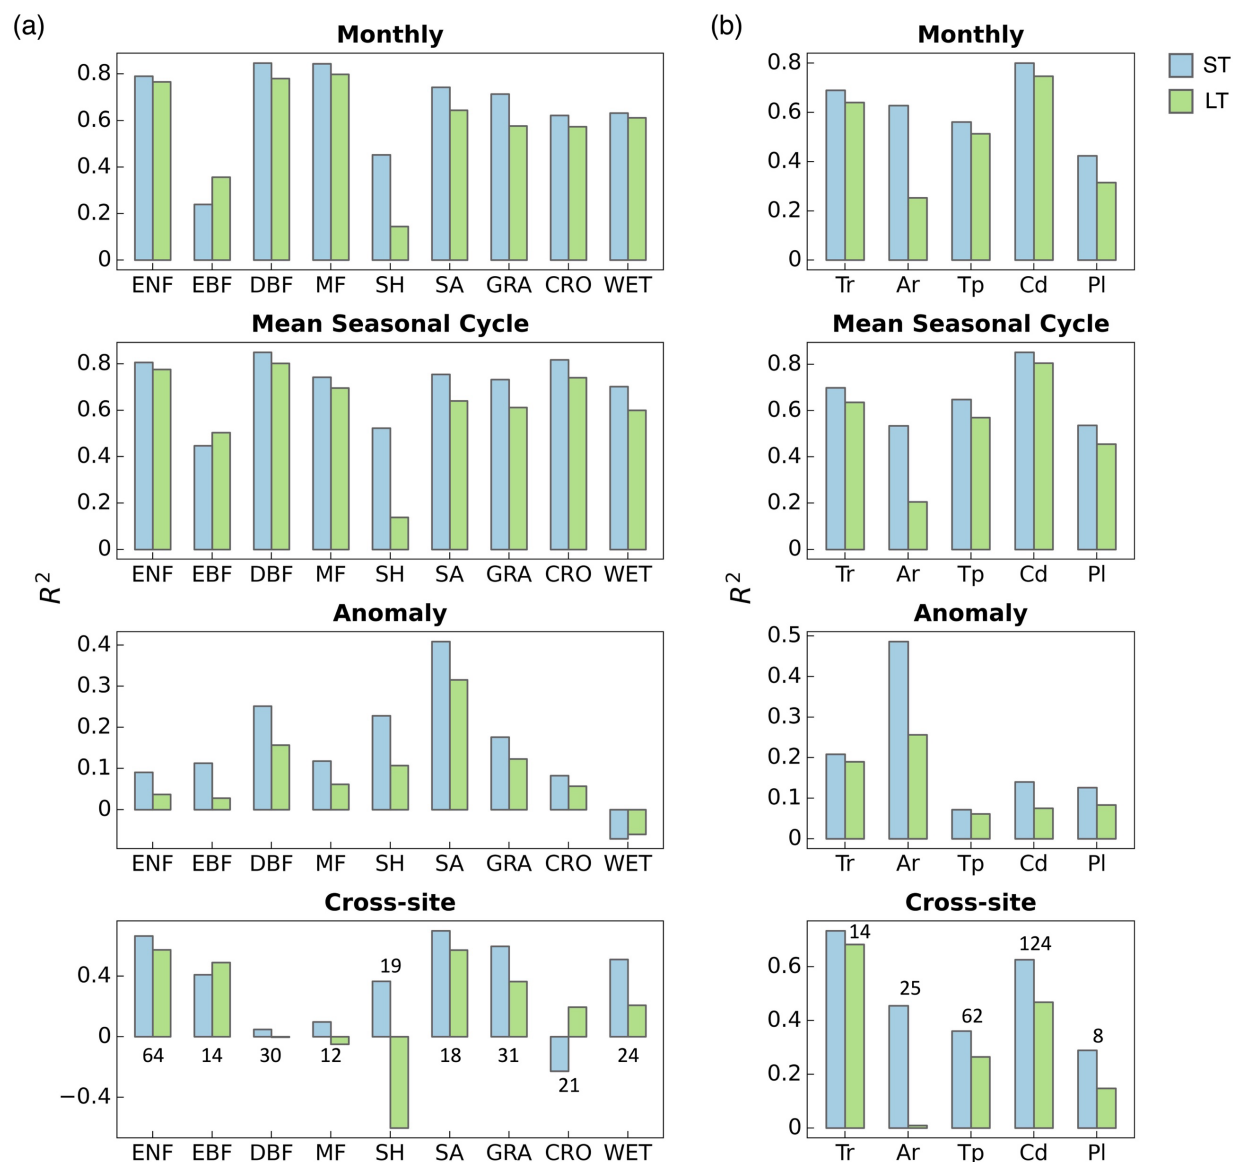 (a)
Monthly
0.8
0.6
0.4
0.2
0
ENF EBF DBF MF SH SA GRA CRO WET
Mean Seasonal Cycle
0.8
0.6
0.4
0.2
0
ENF EBF DBF MF SH SA GRA CRO WET
R²
Anomaly
0.4
0.3
0.2
0.1
0
ENF EBF DBF MF SH SA GRA CRO WET
Cross-site
0.4
0
−0.4
64 14 30 12 19 18 31 21 24
ENF EBF DBF MF SH SA GRA CRO WET
(b)
Monthly
0.8
0.6
0.4
0.2
0
Tr Ar Tp Cd Pl
Mean Seasonal Cycle
0.8
0.6
0.4
0.2
0
Tr Ar Tp Cd Pl
R²
Anomaly
0.5
0.4
0.3
0.2
0.1
0
Tr Ar Tp Cd Pl
Cross-site
0.6
0.4
0.2
0
14 25 62 124 8
Tr Ar Tp Cd Pl
ST
LT